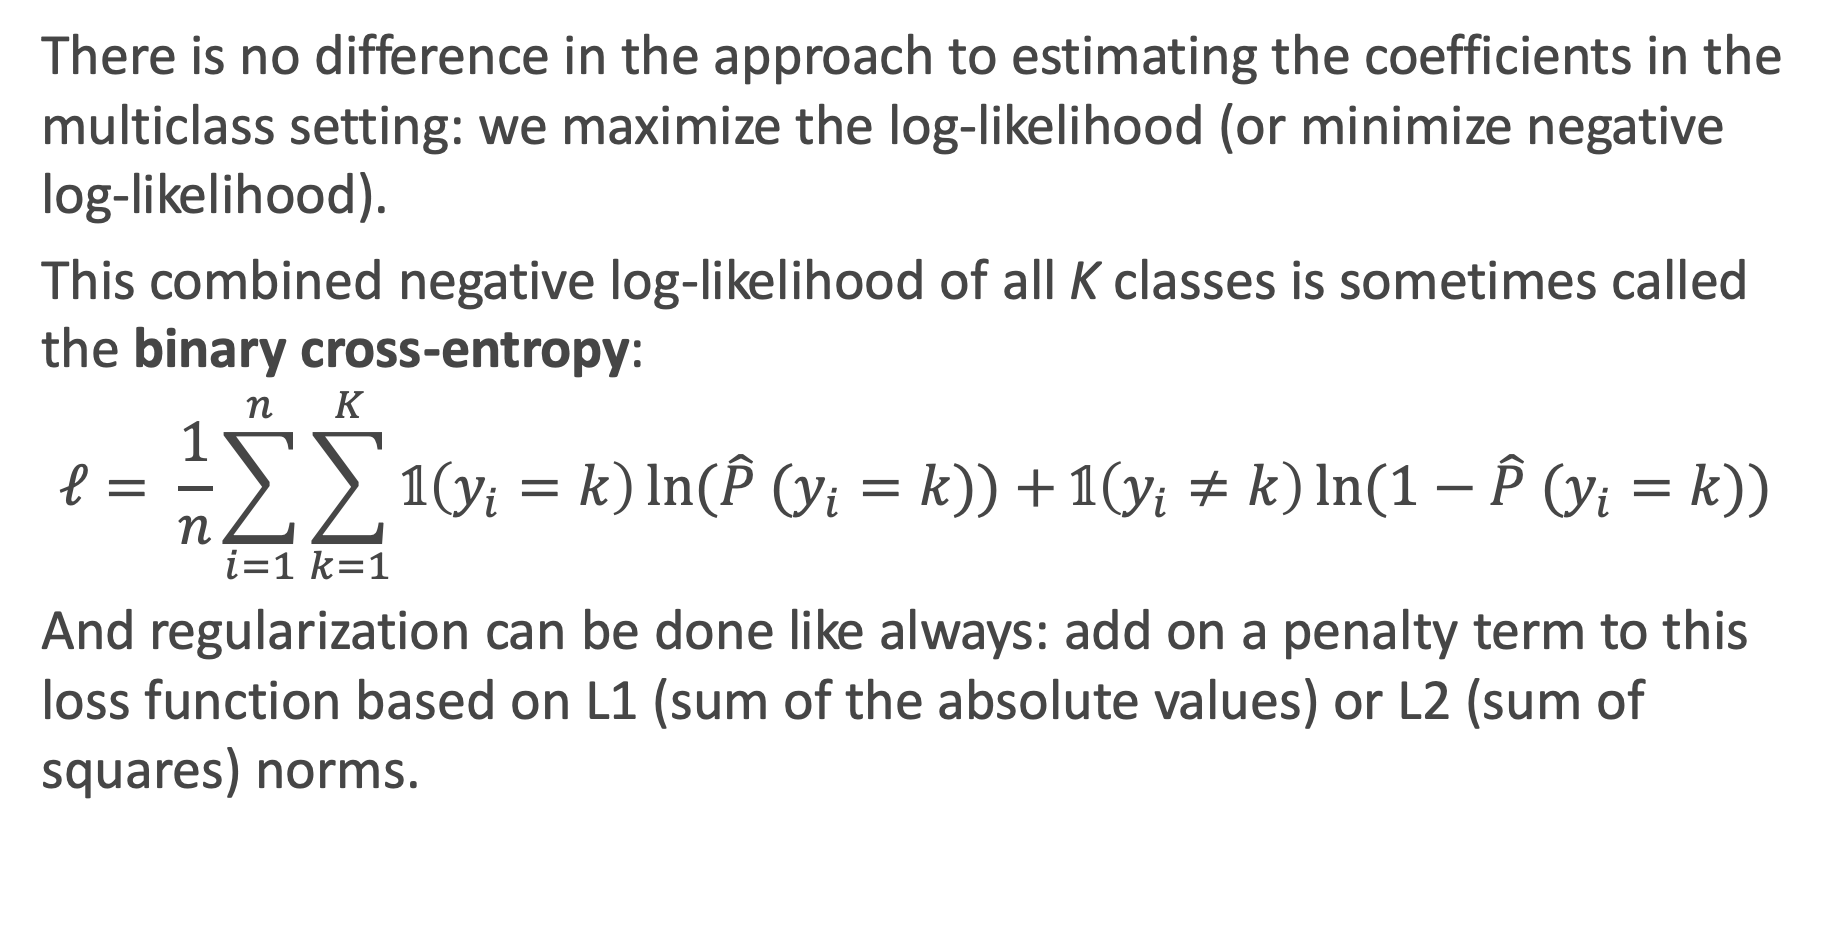 There is no difference in the approach to estimating the coefficients in the
multiclass setting: we maximize the log-likelihood (or minimize negative
log-likelihood).
This combined negative log-likelihood of all K classes is sometimes called
the binary cross-entropy:
ℓ = 1/n ∑_{i=1}^{n} ∑_{k=1}^{K} 𝟙(yᵢ = k) ln(P̂ (yᵢ = k)) + 𝟙(yᵢ ≠ k) ln(1 − P̂ (yᵢ = k))
And regularization can be done like always: add on a penalty term to this
loss function based on L1 (sum of the absolute values) or L2 (sum of
squares) norms.